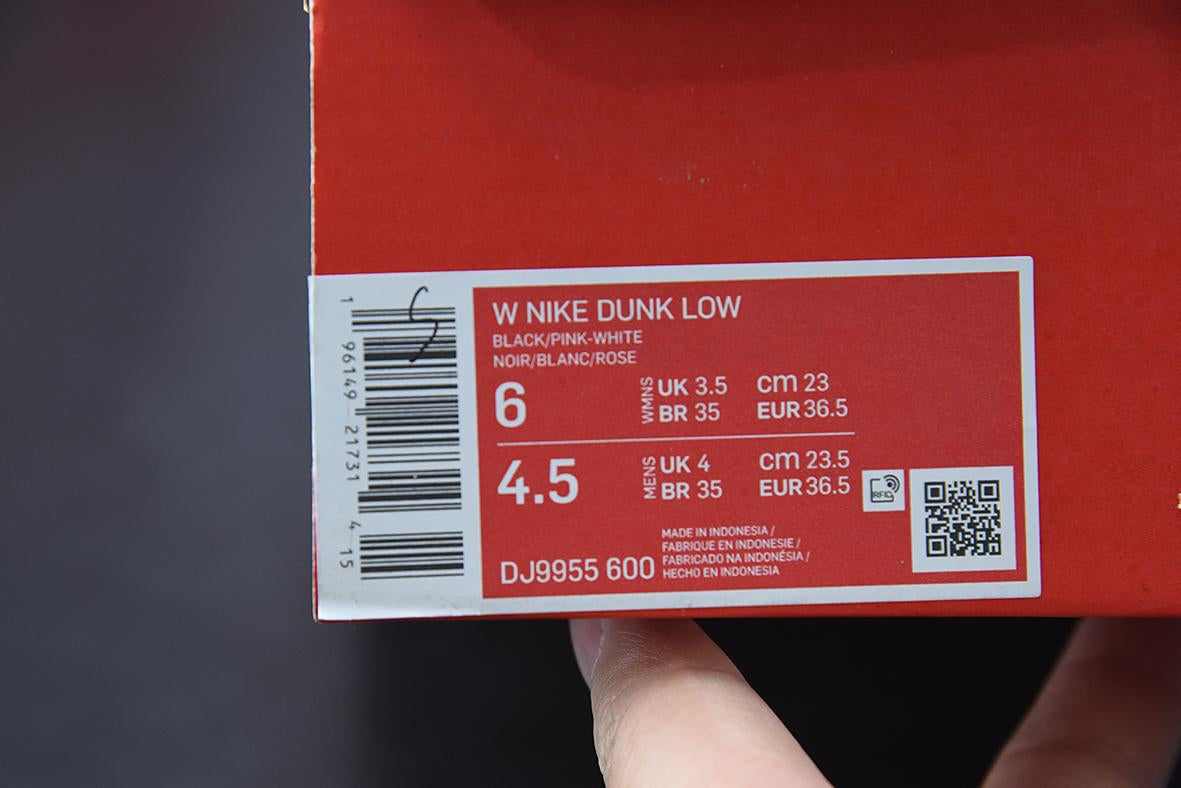 1 96149 21731 4 15
W NIKE DUNK LOW
BLACK/PINK-WHITE
NOIR/BLANC/ROSE
6 WMNS UK 3.5 cm 23
BR 35 EUR 36.5
4.5 MENS UK 4 cm 23.5
BR 35 EUR 36.5
RFID
MADE IN INDONESIA /
FABRIQUE EN INDONESIE /
FABRICADO NA INDONÉSIA /
DJ9955 600 HECHO EN INDONESIA